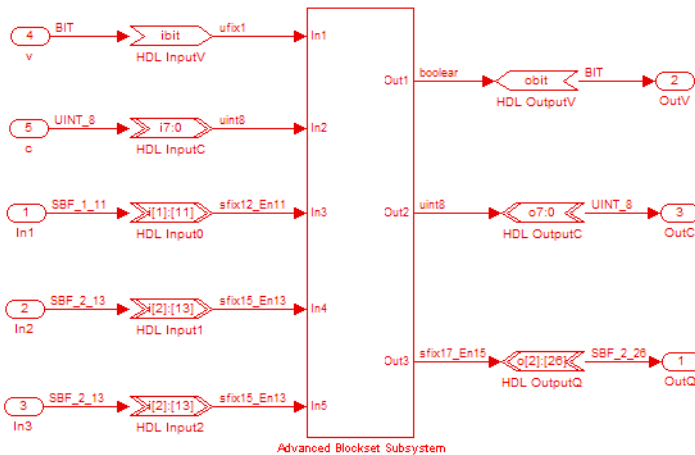 4 BIT ibit ufix1 In1
v HDL InputV
Out1 boolear obit BIT 2
HDL OutputV OutV
5 UINT_8 i7:0 uint8 In2
c HDL InputC
1 SBF_1_11 i[1]:[11] sfix12_En11 In3
In1 HDL Input0
Out2 uint8 o7:0 UINT_8 3
HDL OutputC OutC
2 SBF_2_13 i[2]:[13] sfix15_En13 In4
In2 HDL Input1
Out3 sfix17_En15 o[2]:[26] SBF_2_26 1
HDL OutputQ OutQ
3 SBF_2_13 i[2]:[13] sfix15_En13 In5
In3 HDL Input2
Advanced Blockset Subsystem